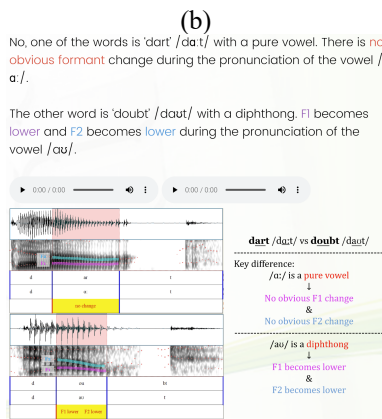 (b)
No, one of the words is 'dart' /dɑːt/ with a pure vowel. There is no
obvious formant change during the pronunciation of the vowel /
ɑː/.
The other word is 'doubt' /daʊt/ with a diphthong. F1 becomes
lower and F2 becomes lower during the pronunciation of the
vowel /aʊ/.
0:00 / 0:00
0:00 / 0:00
d ar t
d ɑː t
no change
d ou bt
d aʊ t
F1 lower F2 lower
dart /dɑːt/ vs doubt /daʊt/
Key difference:
/ɑː/ is a pure vowel
↓
No obvious F1 change
&
No obvious F2 change
/aʊ/ is a diphthong
↓
F1 becomes lower
&
F2 becomes lower